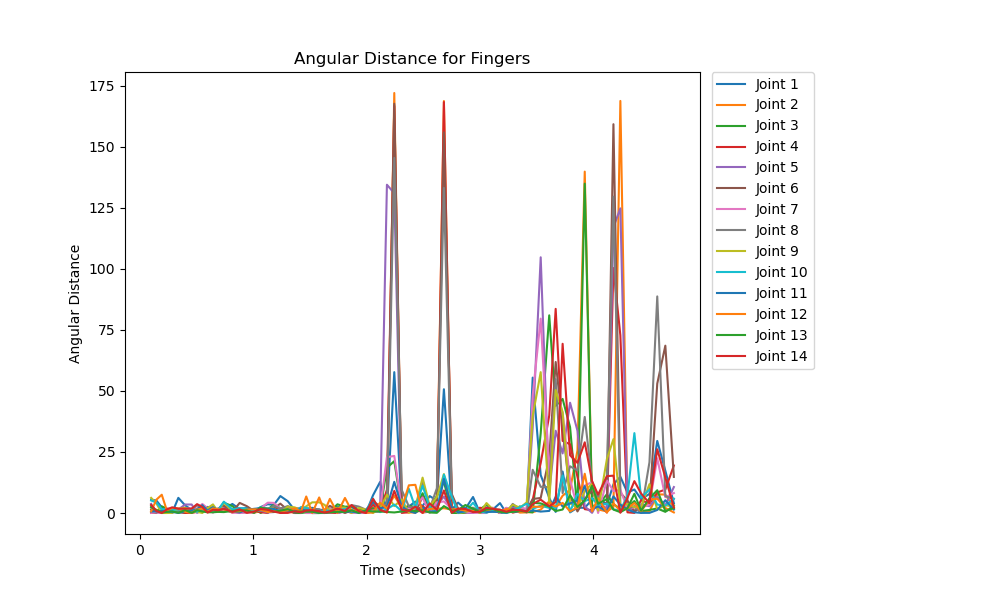 Angular Distance for Fingers
175
150
125
100
75
50
25
0
Angular Distance
0 1 2 3 4
Time (seconds)
Joint 1
Joint 2
Joint 3
Joint 4
Joint 5
Joint 6
Joint 7
Joint 8
Joint 9
Joint 10
Joint 11
Joint 12
Joint 13
Joint 14